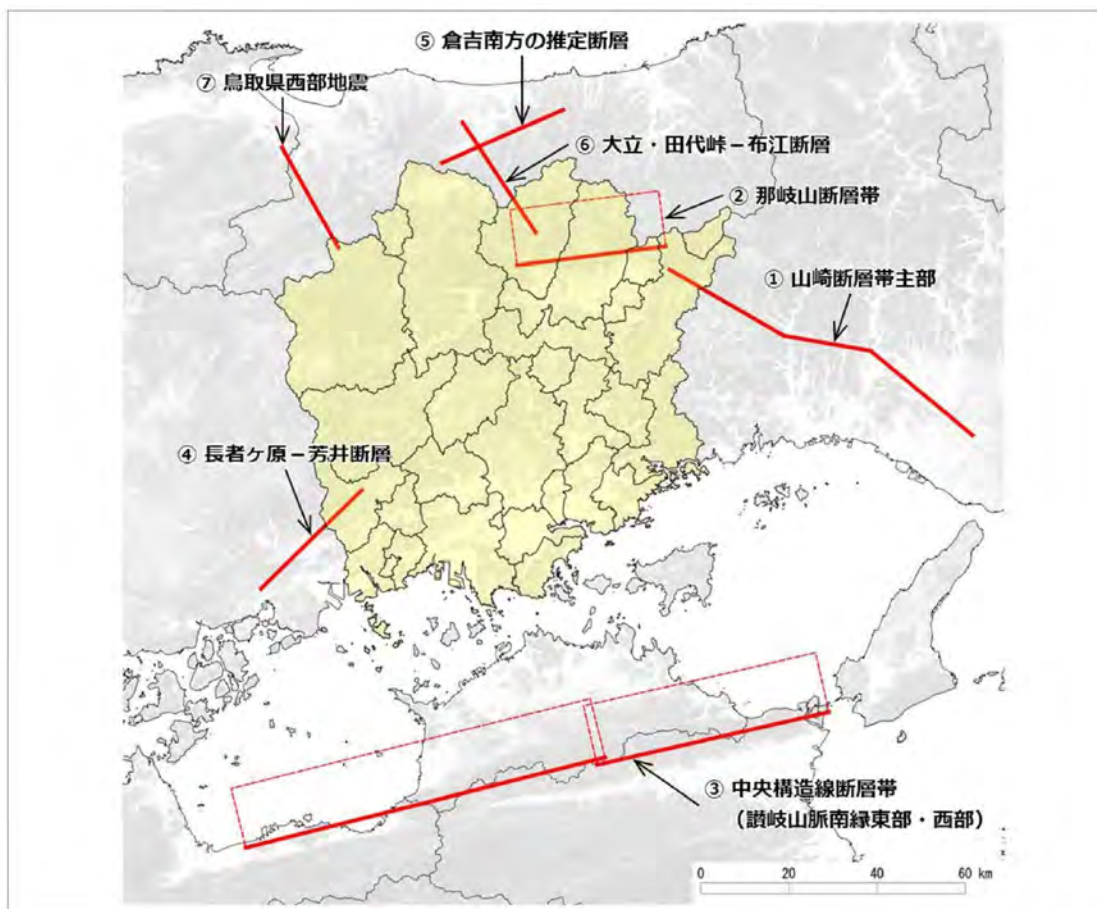 ⑤ 倉吉南方の推定断層
⑦ 鳥取県西部地震
⑥ 大立・田代峠－布江断層
② 那岐山断層帯
① 山崎断層帯主部
④ 長者ヶ原－芳井断層
③ 中央構造線断層帯
（讃岐山脈南縁東部・西部）
0 20 40 60 km